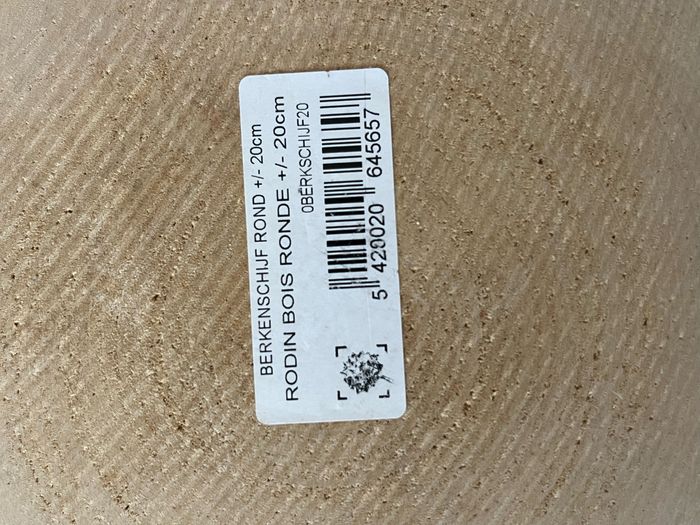 BERKENSCHIJF ROND +/- 20cm
RODIN BOIS RONDE +/- 20cm
0BERKSCHIJF20
5 420020 645657